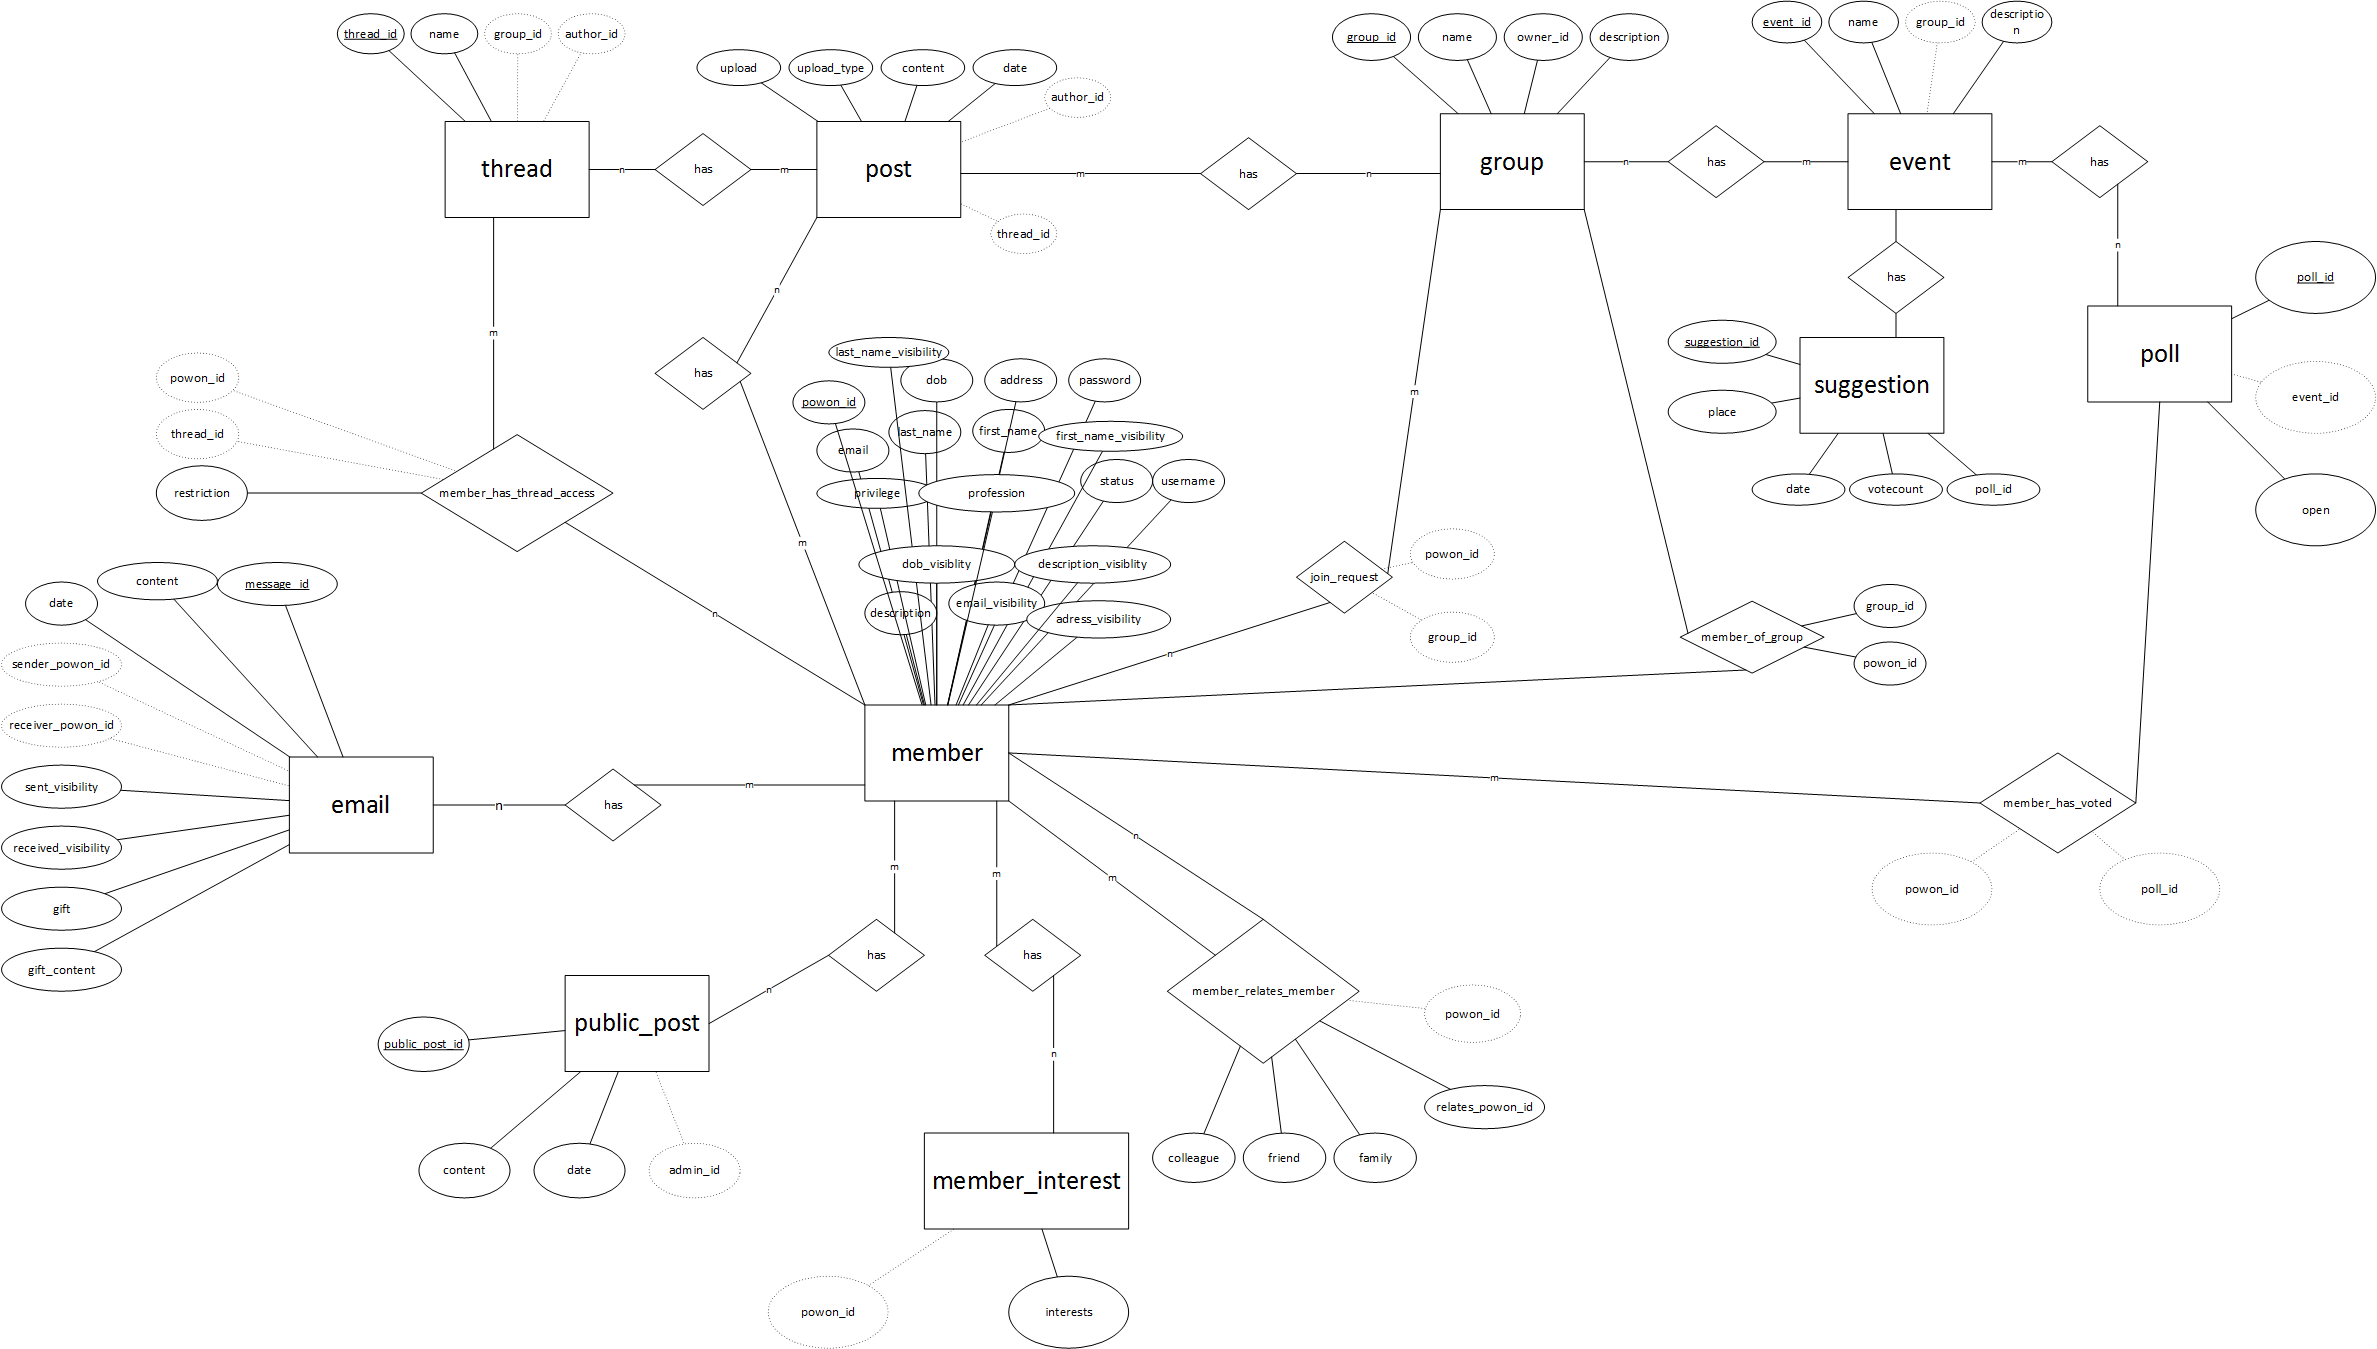 thread_id
name
group_id
author_id
upload
upload_type
content
date
author_id
group_id
name
owner_id
description
event_id
name
group_id
descriptio
n
thread
n
has
m
post
m
has
n
group
n
has
m
event
m
has
thread_id
n
has
n
poll_id
suggestion_id
place
suggestion
poll
event_id
date
votecount
poll_id
open
m
n
has
m
m
last_name_visibility
dob
address
password
powon_id
last_name
first_name
first_name_visibility
email
privilege
profession
status
username
dob_visiblity
description_visiblity
description
email_visibility
adress_visibility
powon_id
thread_id
restriction
member_has_thread_access
n
join_request
powon_id
group_id
n
member_of_group
group_id
powon_id
date
content
message_id
sender_powon_id
receiver_powon_id
sent_visibility
received_visibility
gift
gift_content
email
n
has
m
member
m
member_has_voted
powon_id
poll_id
m
has
n
m
has
n
n
m
member_relates_member
powon_id
relates_powon_id
colleague
friend
family
public_post
public_post_id
content
date
admin_id
member_interest
powon_id
interests